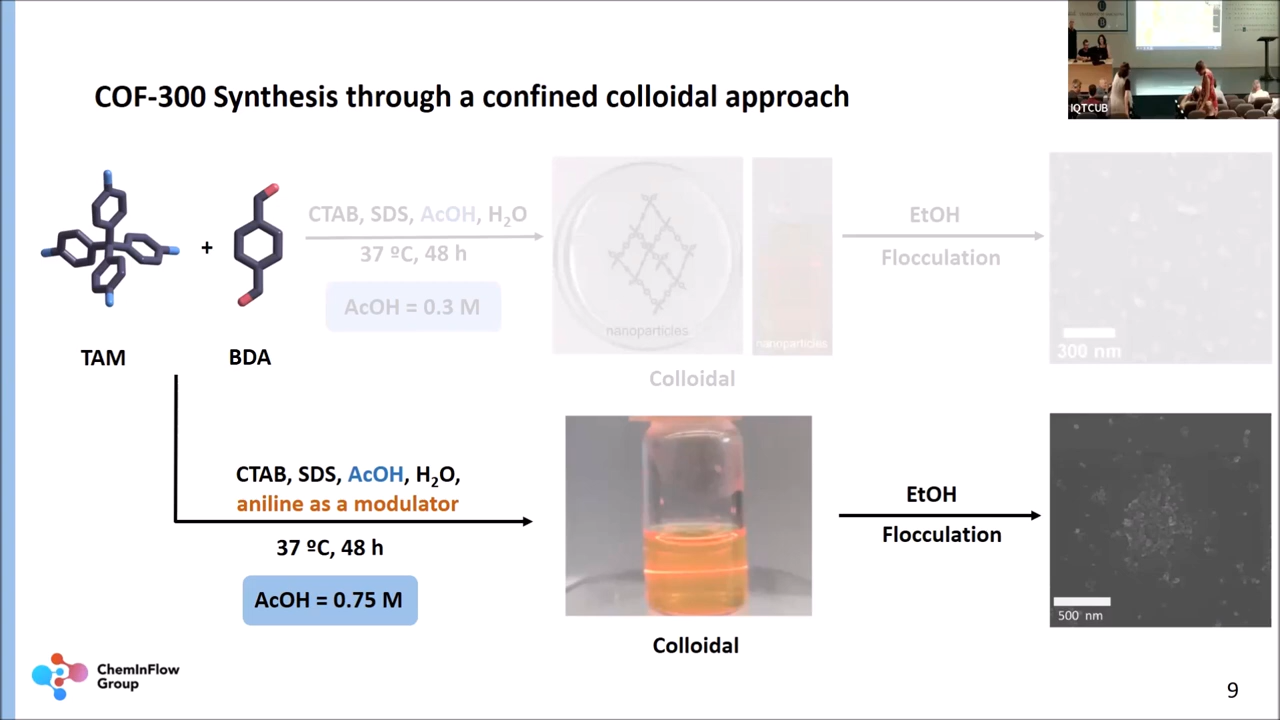 COF-300 Synthesis through a confined colloidal approach
IQTCUB
TAM
+
BDA
CTAB, SDS, AcOH, H₂O
37 ºC, 48 h
AcOH = 0.3 M
nanoparticles
nanoparticles
Colloidal
EtOH
Flocculation
300 nm
CTAB, SDS, AcOH, H₂O,
aniline as a modulator
37 ºC, 48 h
AcOH = 0.75 M
Colloidal
EtOH
Flocculation
500 nm
ChemInFlow
Group
9